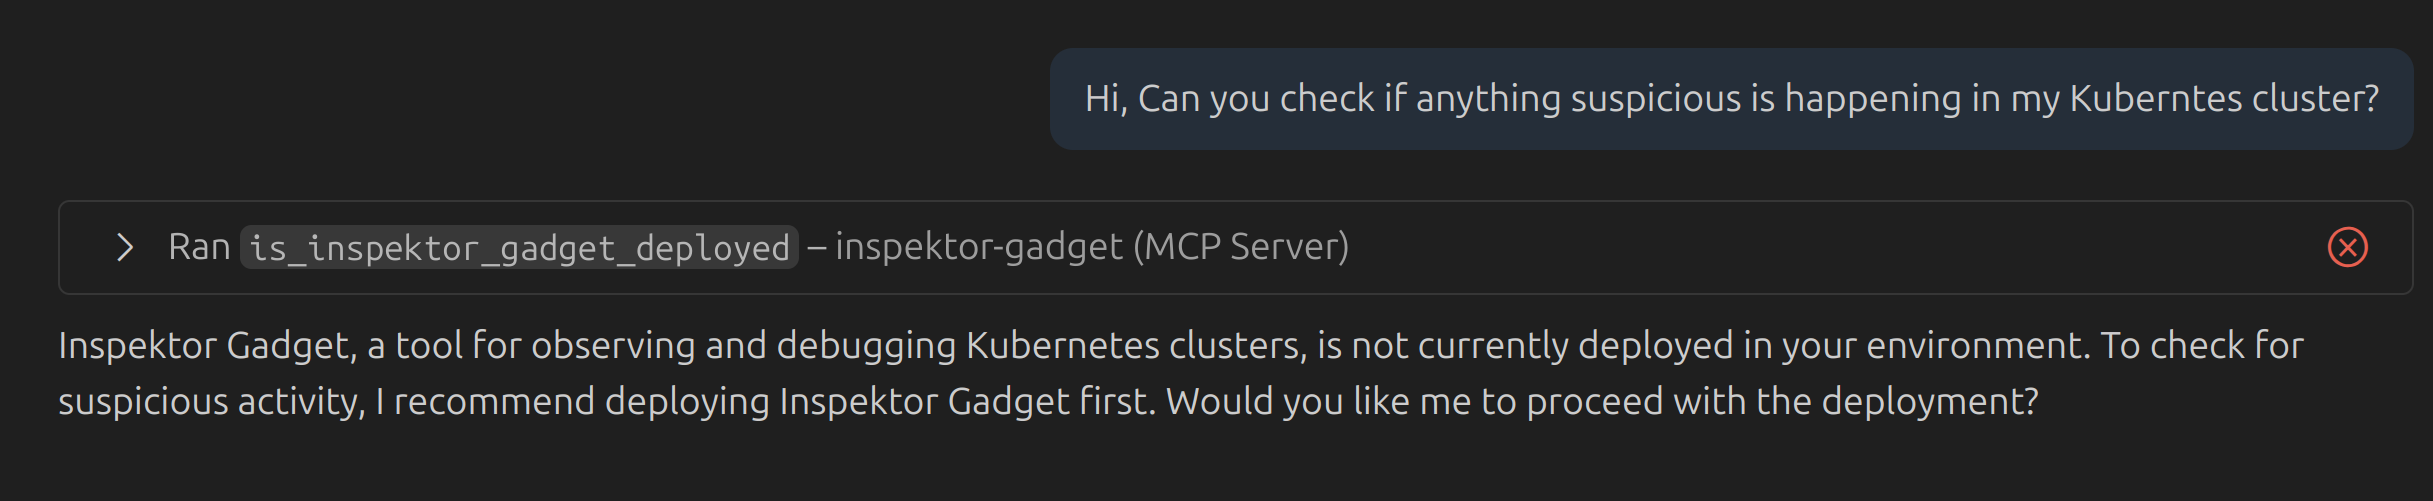 Hi, Can you check if anything suspicious is happening in my Kuberntes cluster?
Ran is_inspektor_gadget_deployed – inspektor-gadget (MCP Server)
Inspektor Gadget, a tool for observing and debugging Kubernetes clusters, is not currently deployed in your environment. To check for
suspicious activity, I recommend deploying Inspektor Gadget first. Would you like me to proceed with the deployment?